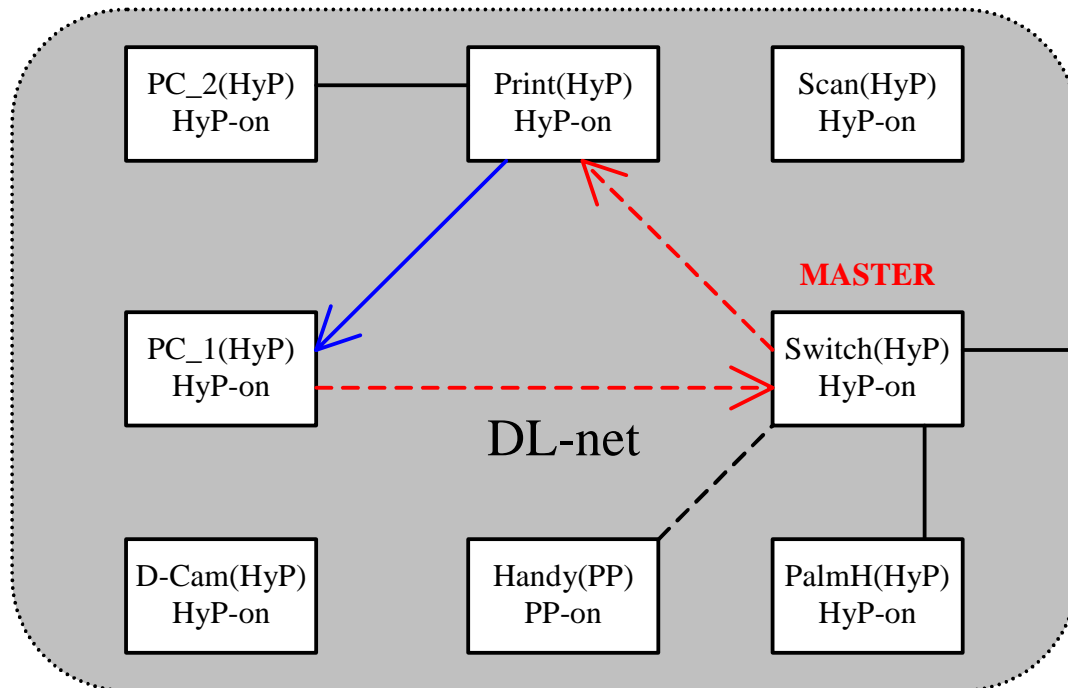 PC_2(HyP)
HyP-on
Print(HyP)
HyP-on
Scan(HyP)
HyP-on
MASTER
PC_1(HyP)
HyP-on
Switch(HyP)
HyP-on
DL-net
D-Cam(HyP)
HyP-on
Handy(PP)
PP-on
PalmH(HyP)
HyP-on